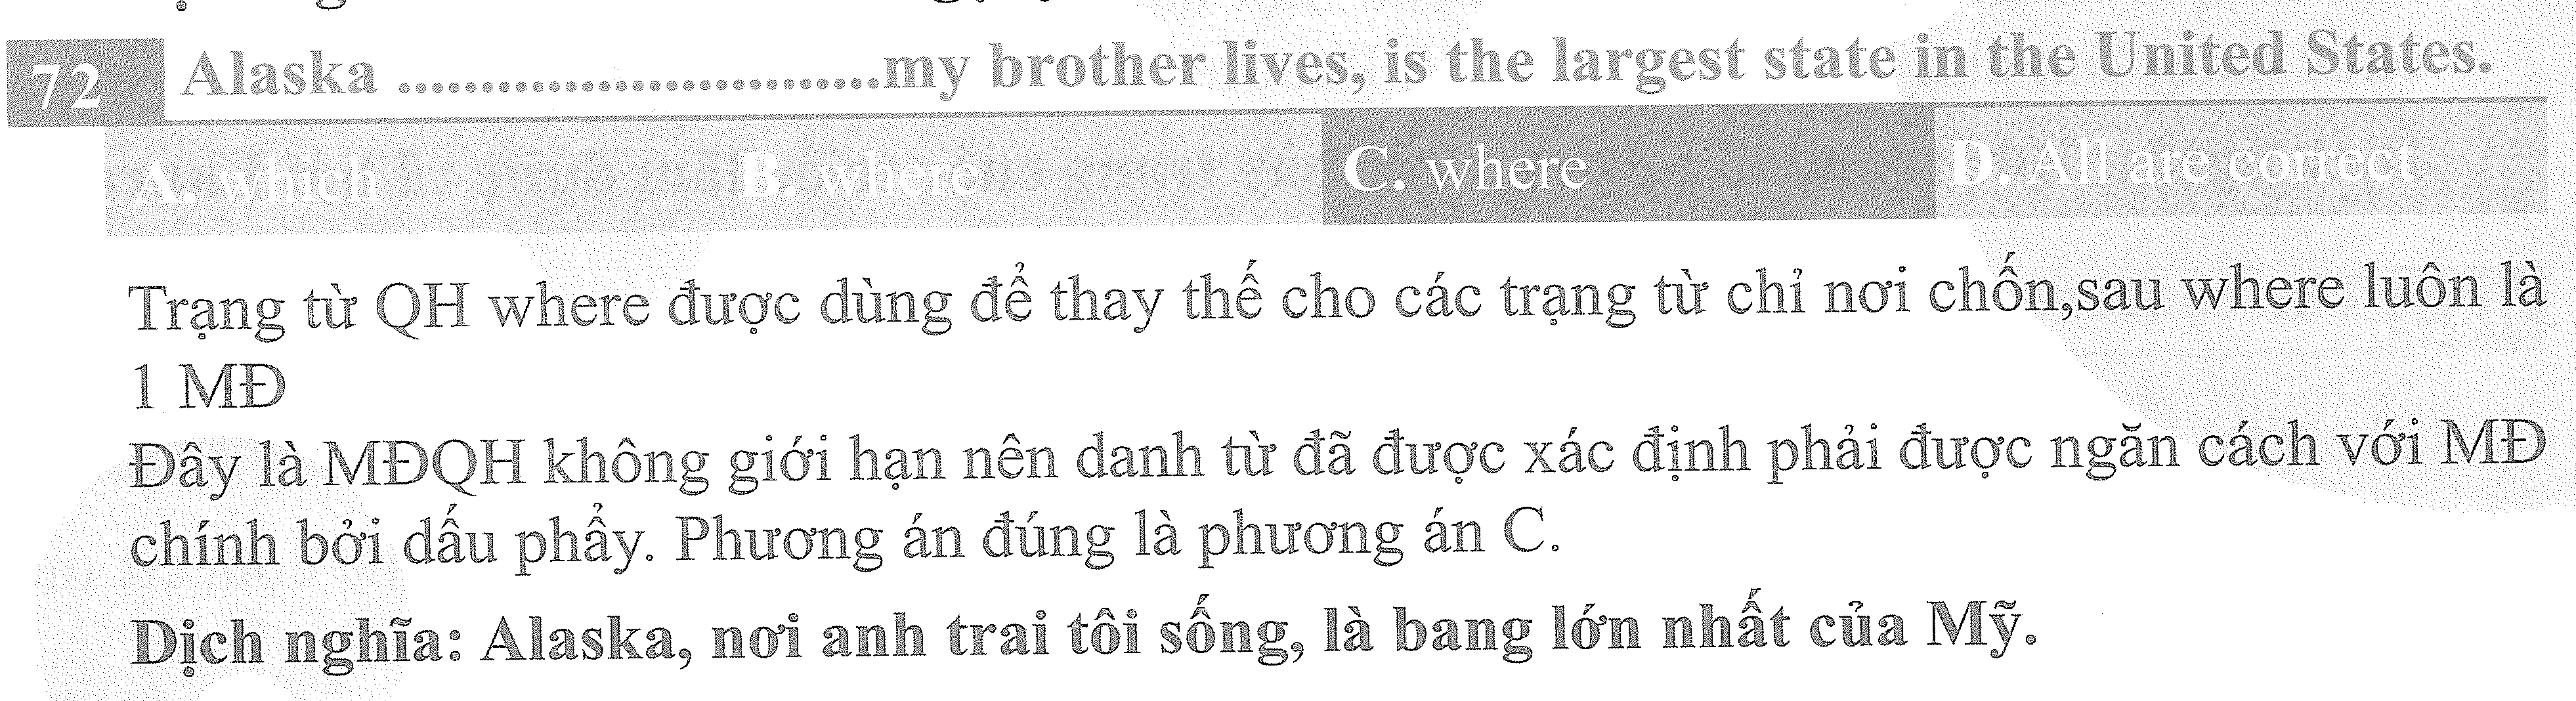 72 Alaska ..............................my brother lives, is the largest state in the United States.
A. which B. where C. where D. All are correct
Trạng từ QH where được dùng để thay thế cho các trạng từ chỉ nơi chốn,sau where luôn là
1 MĐ
Đây là MĐQH không giới hạn nên danh từ đã được xác định phải được ngăn cách với MĐ
chính bởi dấu phẩy. Phương án đúng là phương án C.
Dịch nghĩa: Alaska, nơi anh trai tôi sống, là bang lớn nhất của Mỹ.